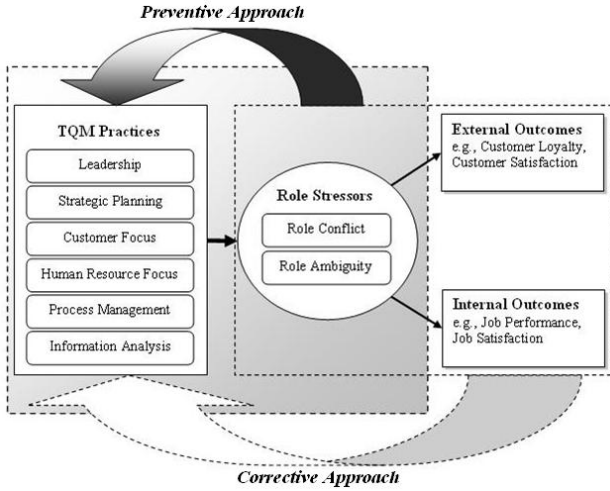 Preventive Approach
TQM Practices
Leadership
Strategic Planning
Customer Focus
Human Resource Focus
Process Management
Information Analysis
Role Stressors
Role Conflict
Role Ambiguity
External Outcomes
e.g., Customer Loyalty,
Customer Satisfaction
Internal Outcomes
e.g., Job Performance,
Job Satisfaction
Corrective Approach